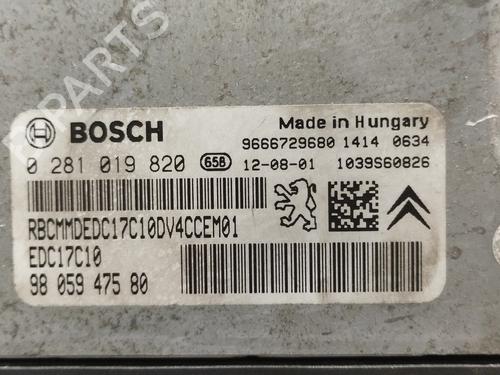 BOSCH
Made in Hungary
9666729680 1414 0634
0 281 019 820 65B 12-08-01 1039S60826
RBCMMDEDC17C10DV4CCEM01
EDC17C10
98 059 475 80
B-PARTS